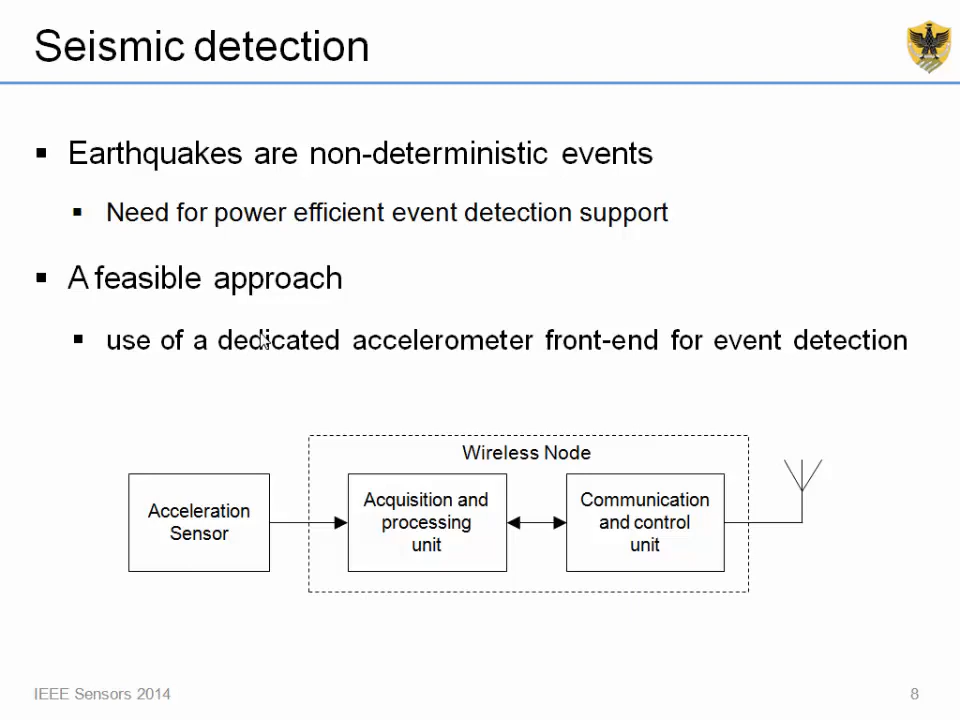 Seismic detection
Earthquakes are non-deterministic events
Need for power efficient event detection support
A feasible approach
use of a dedicated accelerometer front-end for event detection
Wireless Node
Acceleration
Sensor
Acquisition and
processing
unit
Communication
and control
unit
IEEE Sensors 2014
8